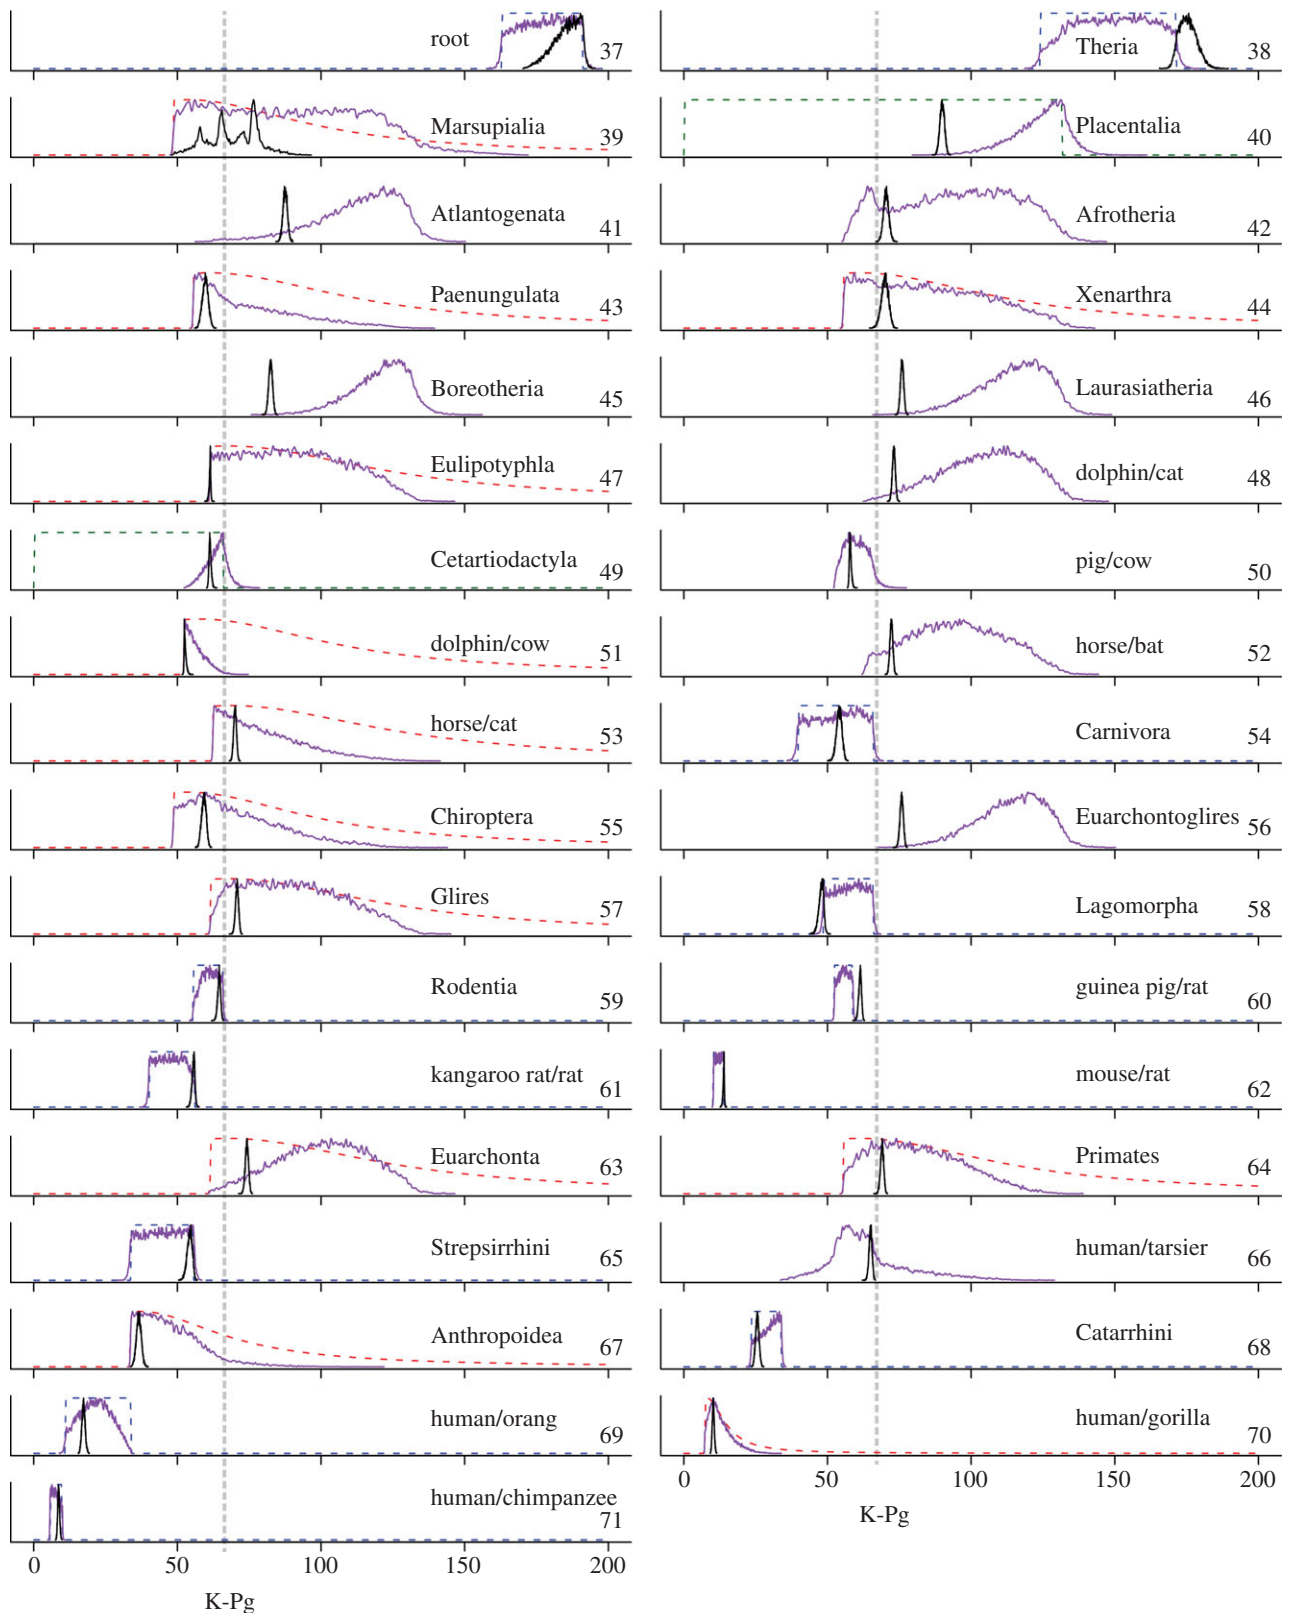 root 37
Theria 38
Marsupialia 39
Placentalia 40
Atlantogenata 41
Afrotheria 42
Paenungulata 43
Xenarthra 44
Boreotheria 45
Laurasiatheria 46
Eulipotyphla 47
dolphin/cat 48
Cetartiodactyla 49
pig/cow 50
dolphin/cow 51
horse/bat 52
horse/cat 53
Carnivora 54
Chiroptera 55
Euarchontoglires 56
Glires 57
Lagomorpha 58
Rodentia 59
guinea pig/rat 60
kangaroo rat/rat 61
mouse/rat 62
Euarchonta 63
Primates 64
Strepsirrhini 65
human/tarsier 66
Anthropoidea 67
Catarrhini 68
human/orang 69
human/gorilla 70
0 50 100 150 200
K-Pg
human/chimpanzee
71
0 50 100 150 200
K-Pg